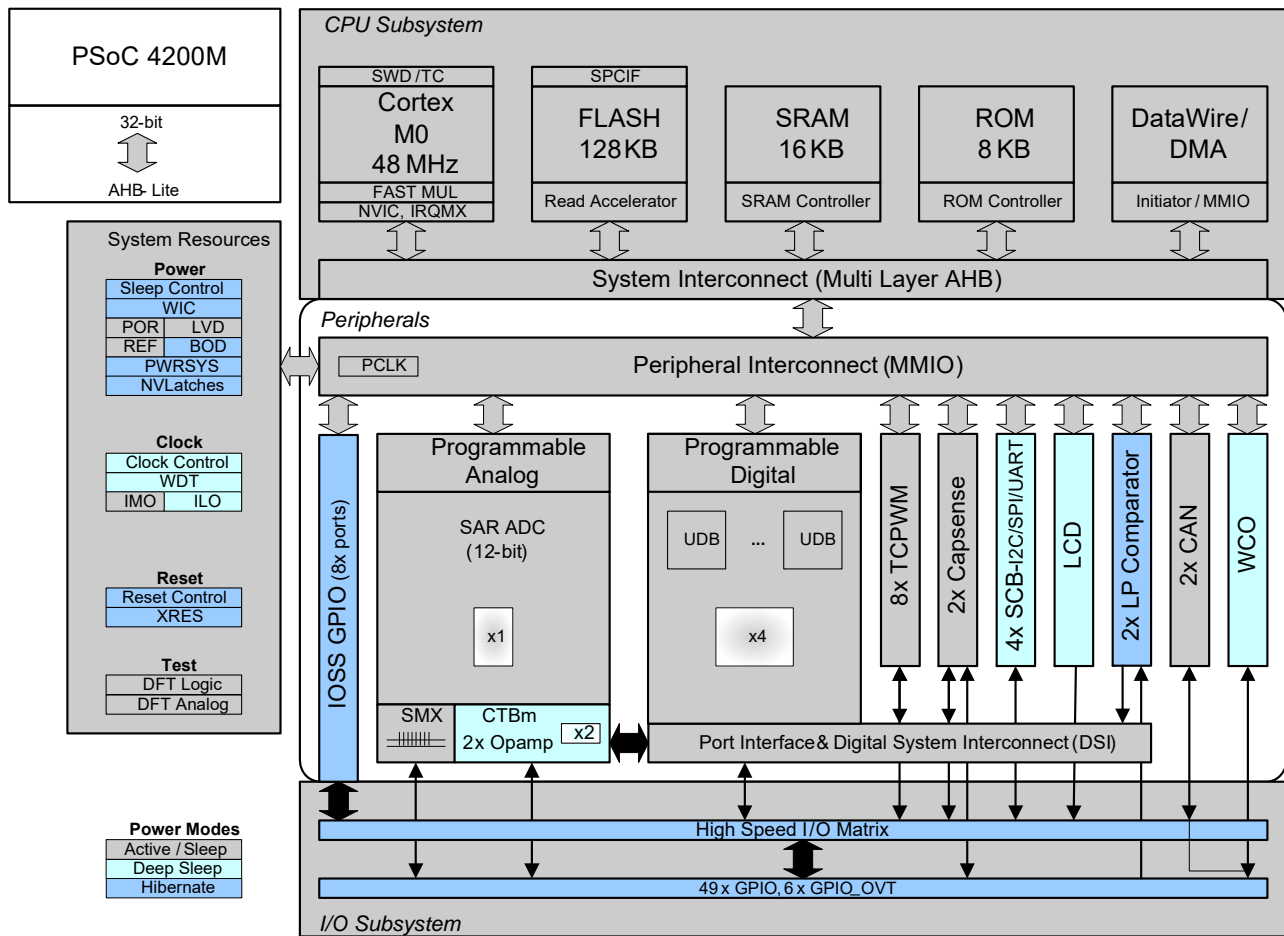 PSoC 4200M
32-bit
AHB- Lite
CPU Subsystem
SWD /TC
Cortex
M0
48 MHz
FAST MUL
NVIC, IRQMX
SPCIF
FLASH
128 KB
Read Accelerator
SRAM
16 KB
SRAM Controller
ROM
8 KB
ROM Controller
DataWire/
DMA
Initiator / MMIO
System Interconnect (Multi Layer AHB)
System Resources
Power
Sleep Control
WIC
POR LVD
REF BOD
PWRSYS
NVLatches
Clock
Clock Control
WDT
IMO ILO
Reset
Reset Control
XRES
Test
DFT Logic
DFT Analog
Peripherals
PCLK
Peripheral Interconnect (MMIO)
IOSS GPIO (8x ports)
Programmable
Analog
SAR ADC
(12-bit)
x1
SMX
CTBm
2x Opamp
x2
Programmable
Digital
UDB ... UDB
x4
8x TCPWM
2x Capsense
4x SCB-I2C/SPI/UART
LCD
2x LP Comparator
2x CAN
WCO
Port Interface & Digital System Interconnect (DSI)
Power Modes
Active / Sleep
Deep Sleep
Hibernate
High Speed I/O Matrix
49 x GPIO, 6 x GPIO_OVT
I/O Subsystem